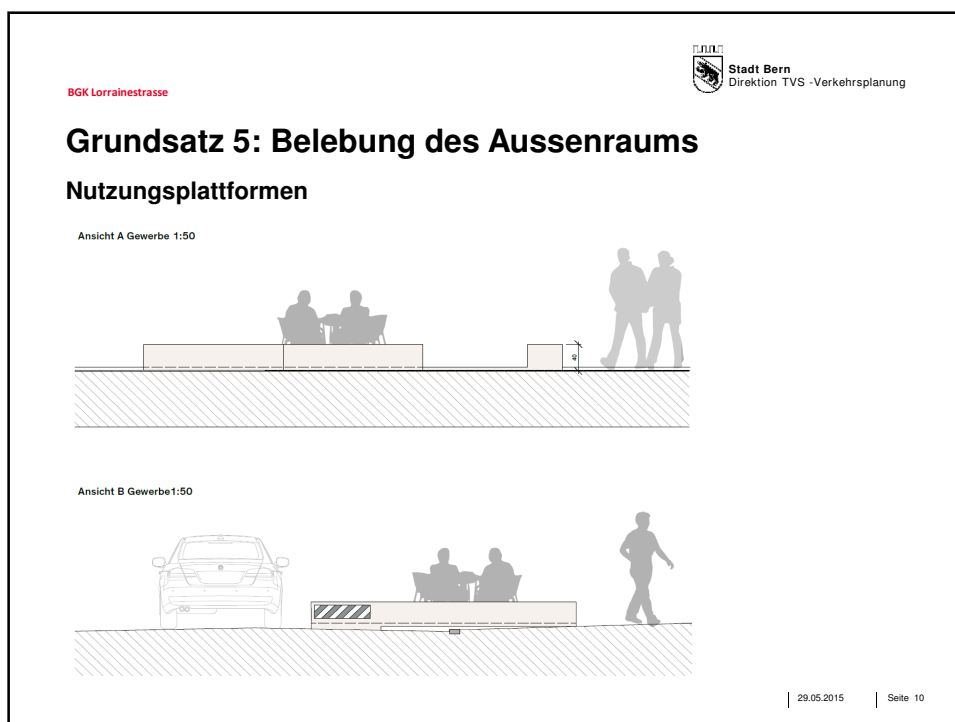 Stadt Bern
Direktion TVS -Verkehrsplanung
BGK Lorrainestrasse
Grundsatz 5: Belebung des Aussenraums
Nutzungsplattformen
Ansicht A Gewerbe 1:50
40
Ansicht B Gewerbe1:50
29.05.2015 Seite 10